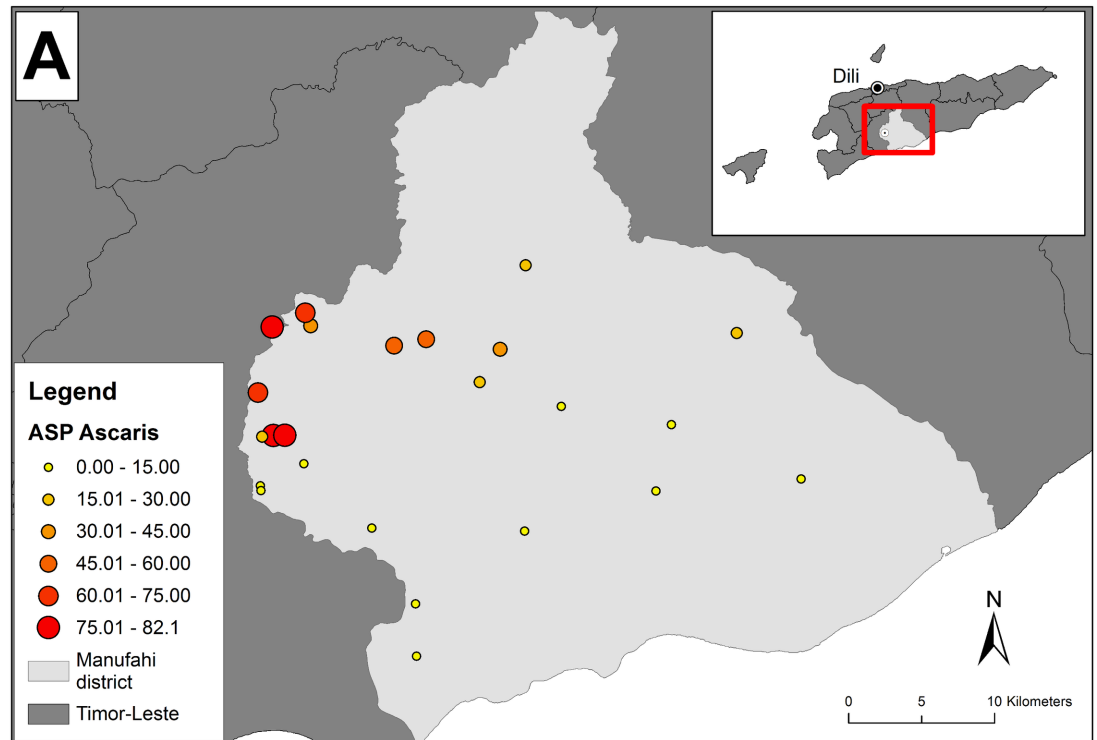 A
Dili
Legend
ASP Ascaris
0.00 - 15.00
15.01 - 30.00
30.01 - 45.00
45.01 - 60.00
60.01 - 75.00
75.01 - 82.1
Manufahi
district
Timor-Leste
N
0 5 10 Kilometers